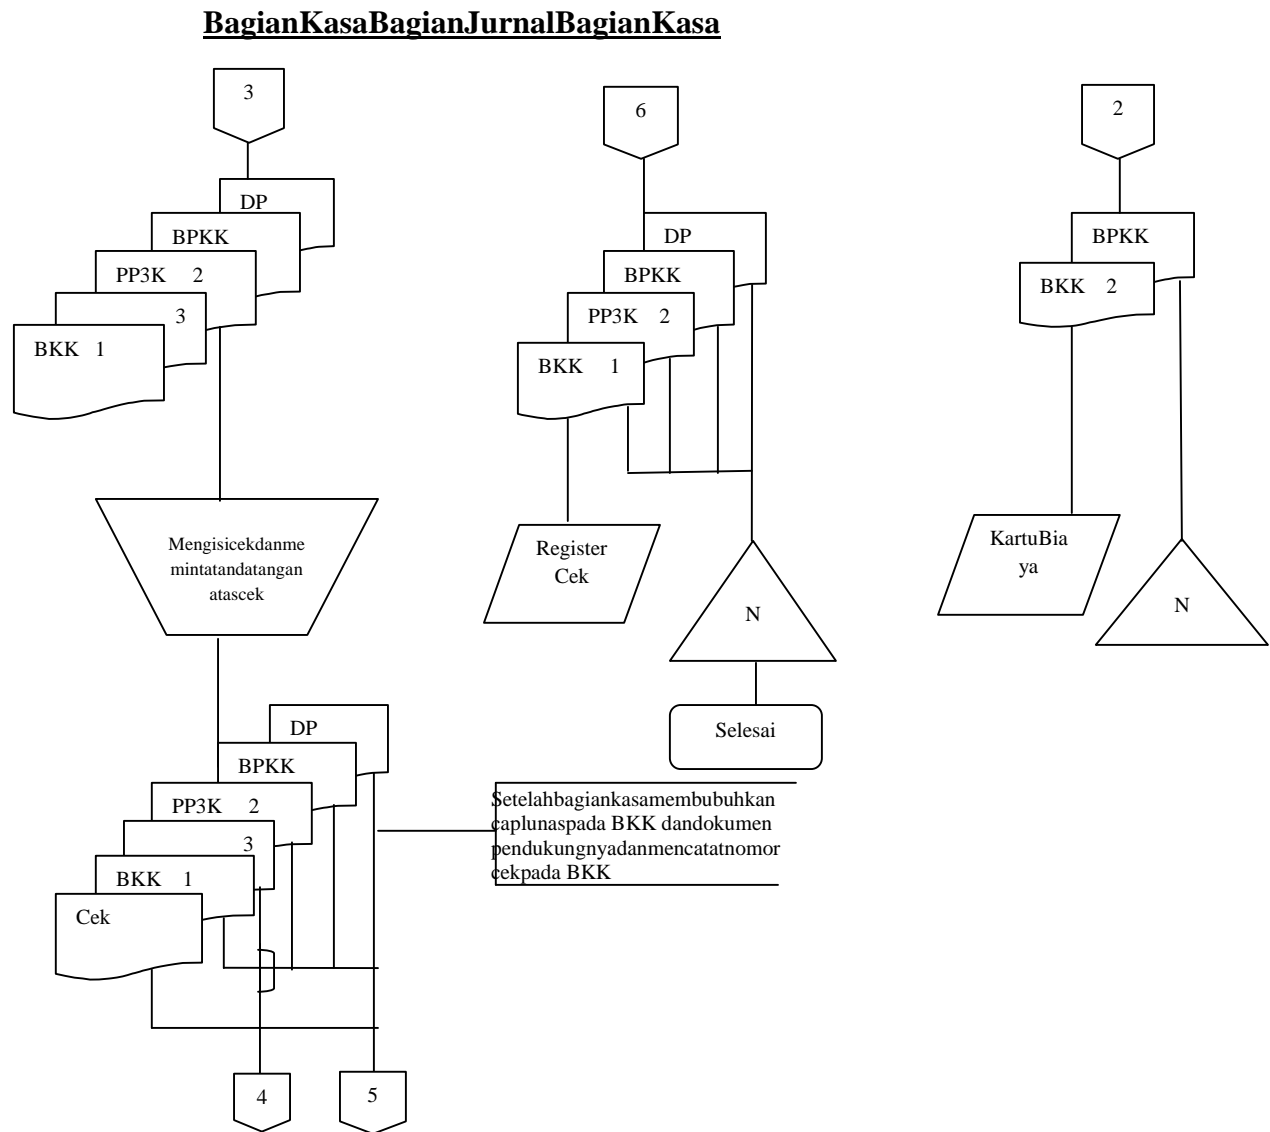 BagianKasaBagianJurnalBagianKasa
3
DP
BPKK
PP3K 2
3
BKK 1
Mengisicekdanme
mintatandatangan
atascek
DP
BPKK
PP3K 2
3
BKK 1
Cek
4
5
Setelahbagiankasamembubuhkan
caplunaspada BKK dandokumen
pendukungnyadanmencatatnomor
cekpada BKK
6
DP
BPKK
PP3K 2
BKK 1
Register
Cek
N
Selesai
2
BPKK
BKK 2
KartuBia
ya
N